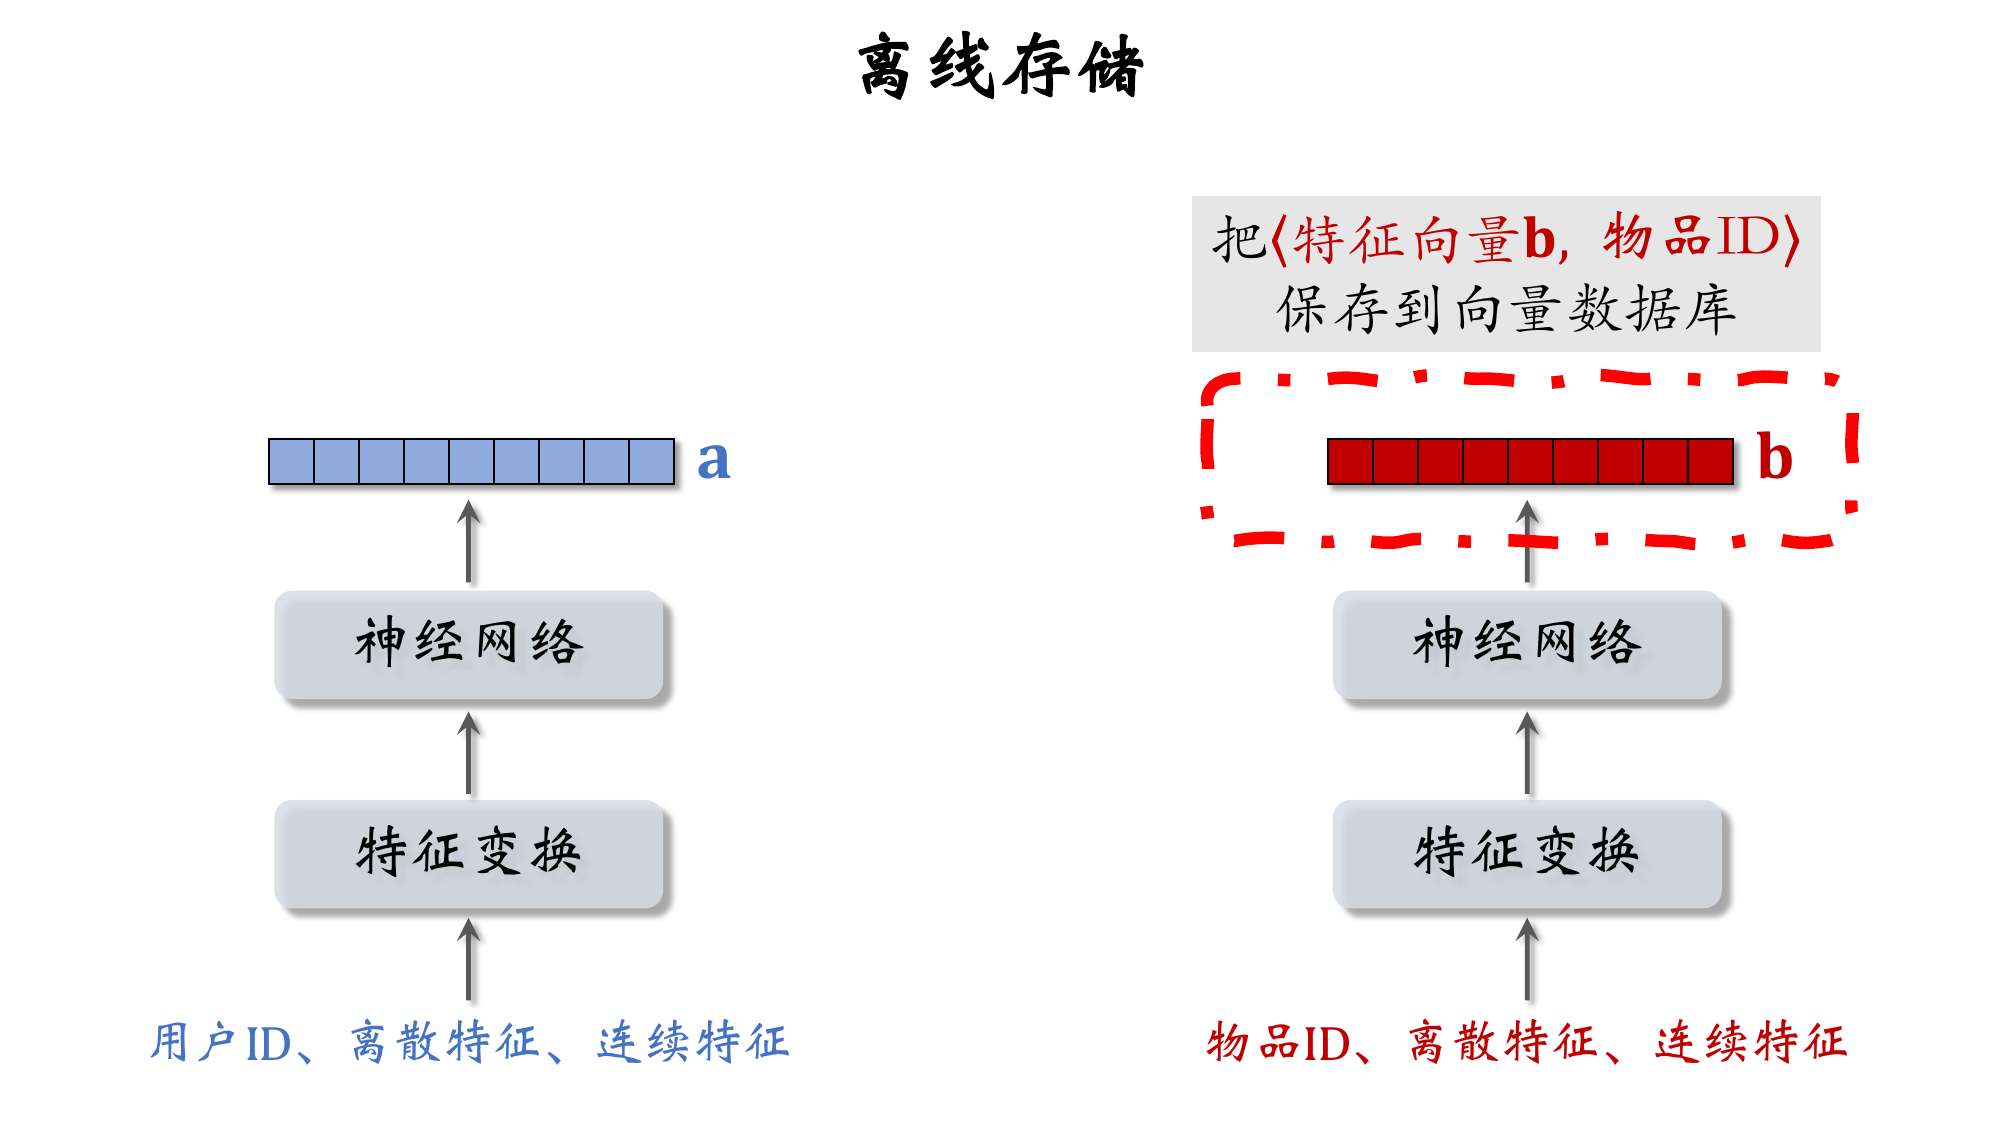 离线存储
把⟨特征向量b, 物品ID⟩
保存到向量数据库
a
b
神经网络
神经网络
特征变换
特征变换
用户ID、离散特征、连续特征
物品ID、离散特征、连续特征